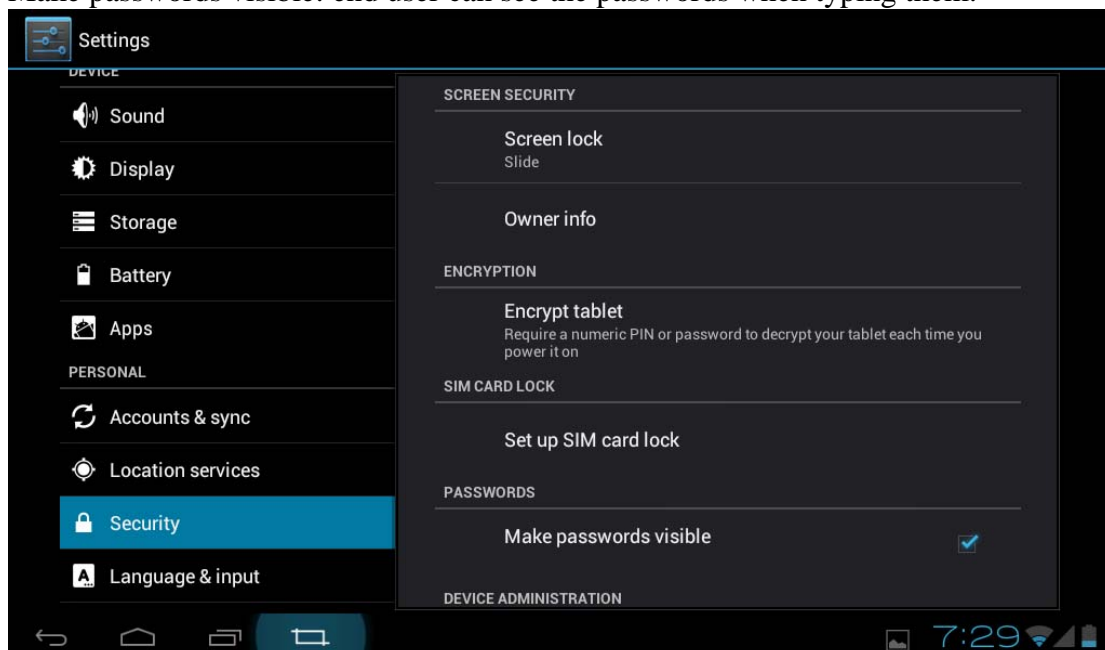 Make passwords visible: end user can see the passwords when typing them.
Settings
DEVICE
Sound
Display
Storage
Battery
Apps
PERSONAL
Accounts & sync
Location services
Security
Language & input
SCREEN SECURITY
Screen lock
Slide
Owner info
ENCRYPTION
Encrypt tablet
Require a numeric PIN or password to decrypt your tablet each time you
power it on
SIM CARD LOCK
Set up SIM card lock
PASSWORDS
Make passwords visible
DEVICE ADMINISTRATION
7:29